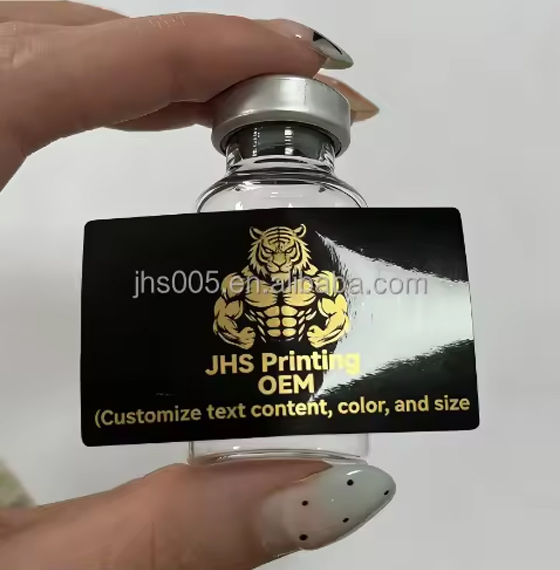 jhs005.en.alibaba.com
JHS Printing
OEM
(Customize text content, color, and size